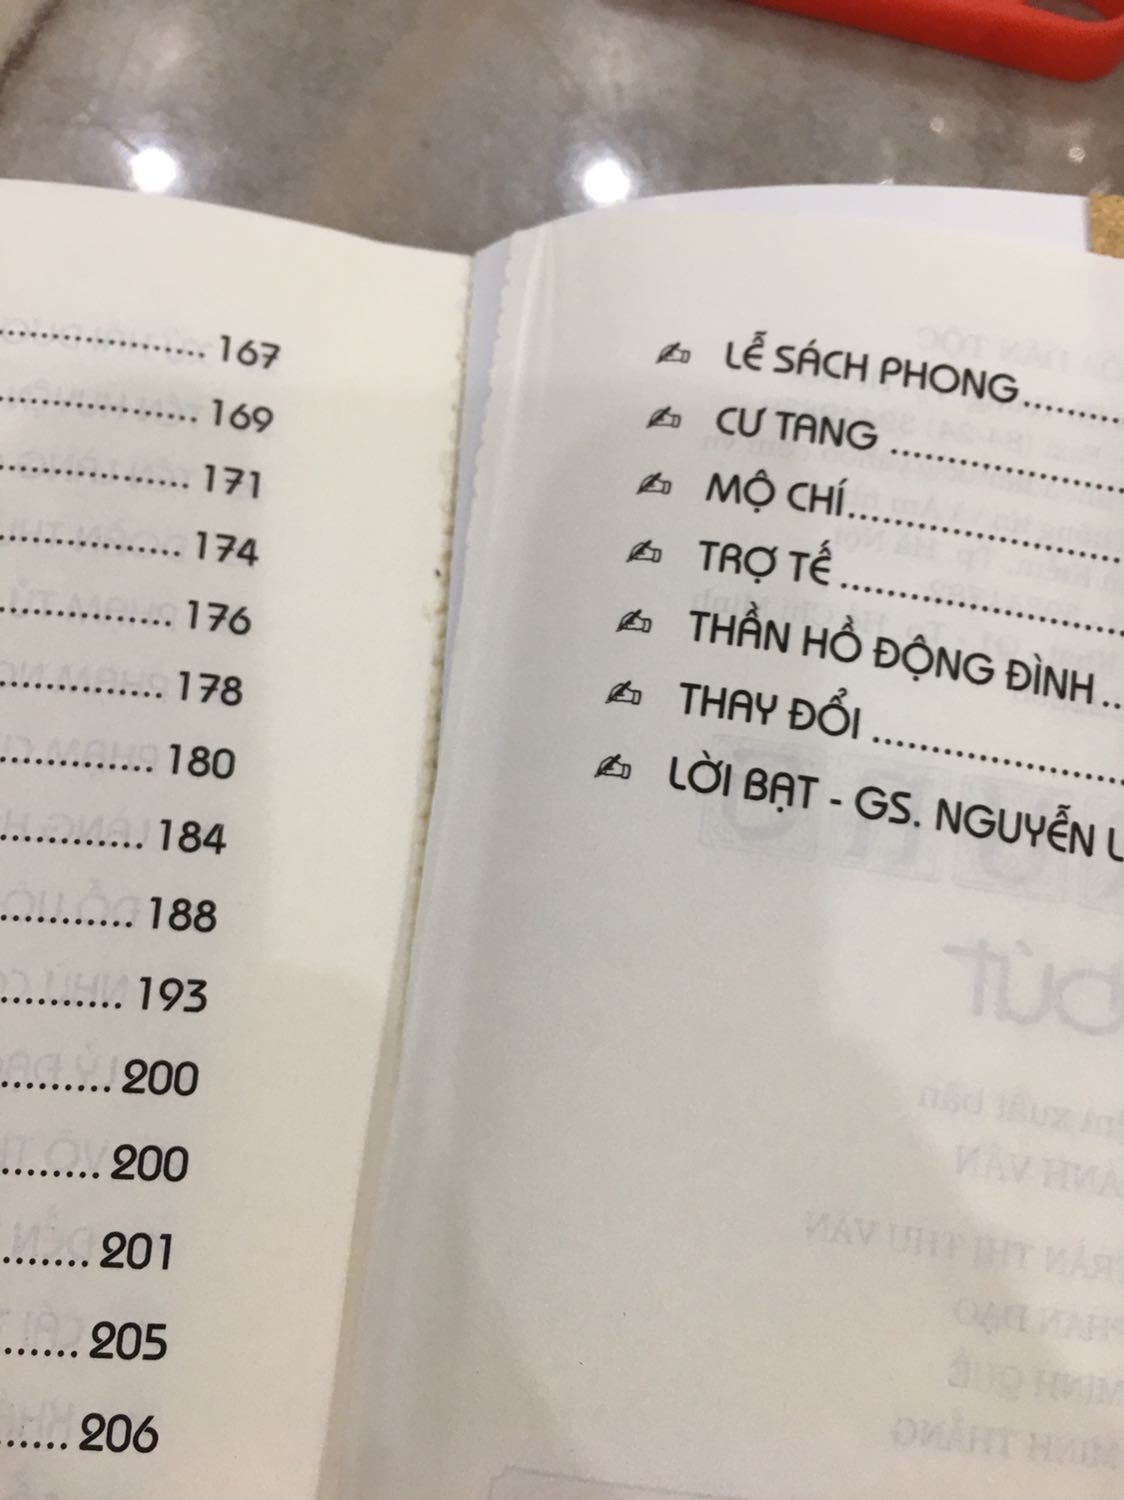 167
169
171
174
176
178
180
184
188
193
200
200
201
205
206
LỄ SÁCH PHONG
CƯ TANG
MỘ CHÍ
TRỢ TẾ
THẦN HỒ ĐỘNG ĐÌNH
THAY ĐỔI
LỜI BẠT - GS. NGUYỄN L